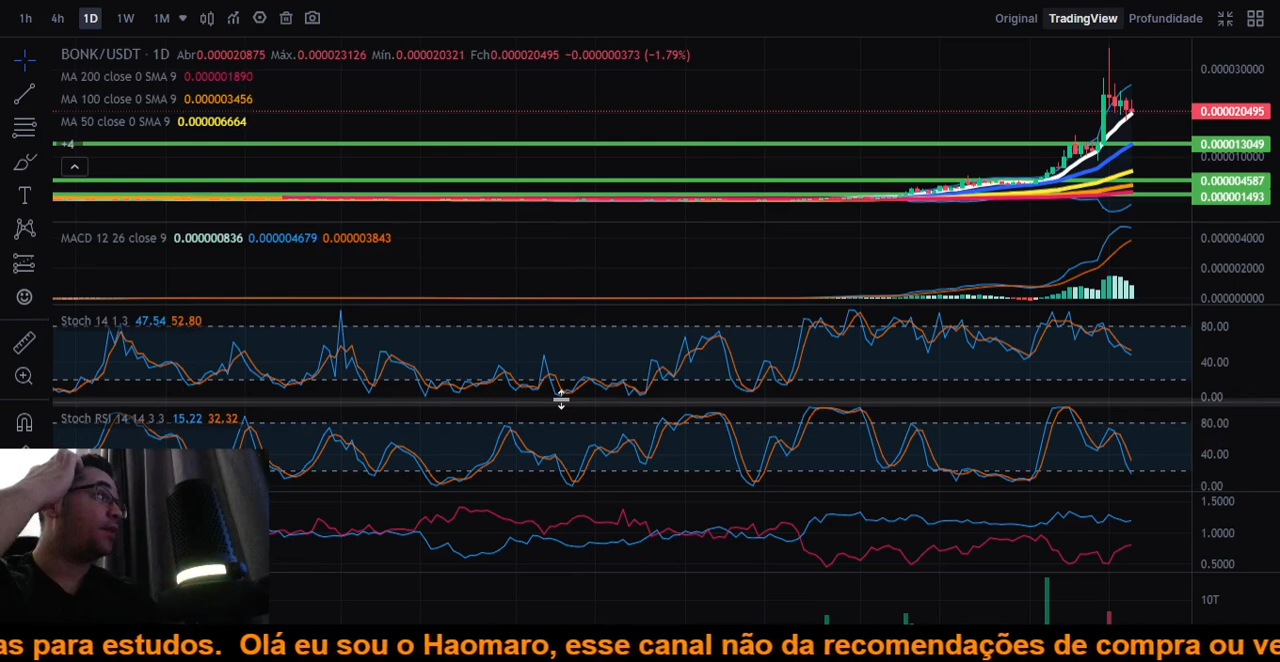 1h 4h 1D 1W 1M Original TradingView Profundidade
BONK/USDT · 1D Abr0.000020875 Máx.0.000023126 Mín.0.000020321 Fch0.000020495 −0.000000373 (−1.79%)
MA 200 close 0 SMA 9 0.000001890
MA 100 close 0 SMA 9 0.000003456
MA 50 close 0 SMA 9 0.000006664
+4
0.000030000
0.000020495
0.000013049
0.000010000
0.000004587
0.000001493
MACD 12 26 close 9 0.000000836 0.000004679 0.000003843
0.000004000
0.000002000
0.000000000
Stoch 14 1 3 47.54 52.80
80.00
40.00
0.00
Stoch RSI 14 14 3 3 15.22 32.32
80.00
40.00
0.00
1.5000
1.0000
0.5000
10T
as para estudos. Olá eu sou o Haomaro, esse canal não da recomendações de compra ou ve